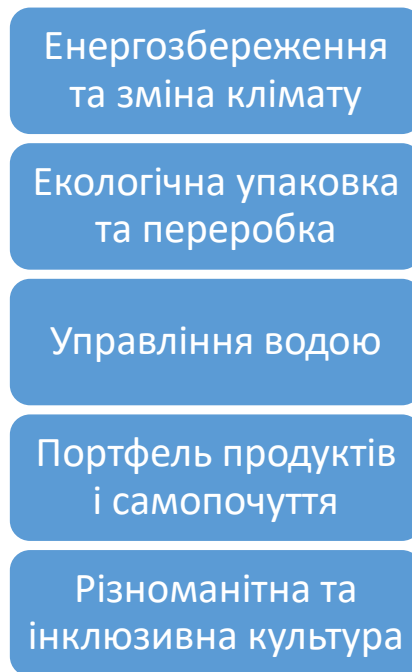 Енергозбереження
та зміна клімату
Екологічна упаковка
та переробка
Управління водою
Портфель продуктів
і самопочуття
Різноманітна та
інклюзивна культура